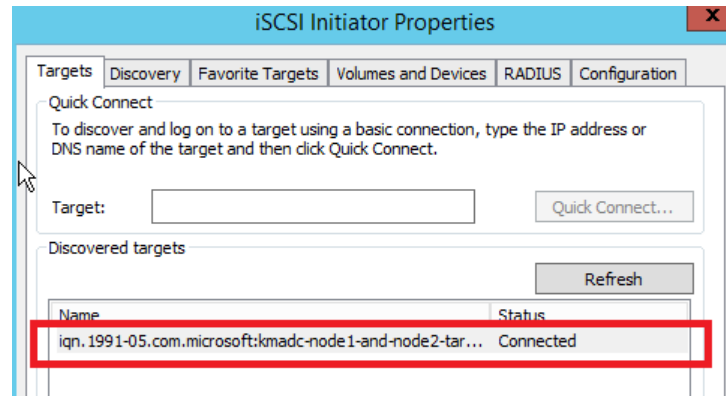 iSCSI Initiator Properties
x
Targets Discovery Favorite Targets Volumes and Devices RADIUS Configuration
Quick Connect
To discover and log on to a target using a basic connection, type the IP address or
DNS name of the target and then click Quick Connect.
Target: Quick Connect...
Discovered targets
Refresh
Name Status
iqn.1991-05.com.microsoft:kmadc-node1-and-node2-tar... Connected